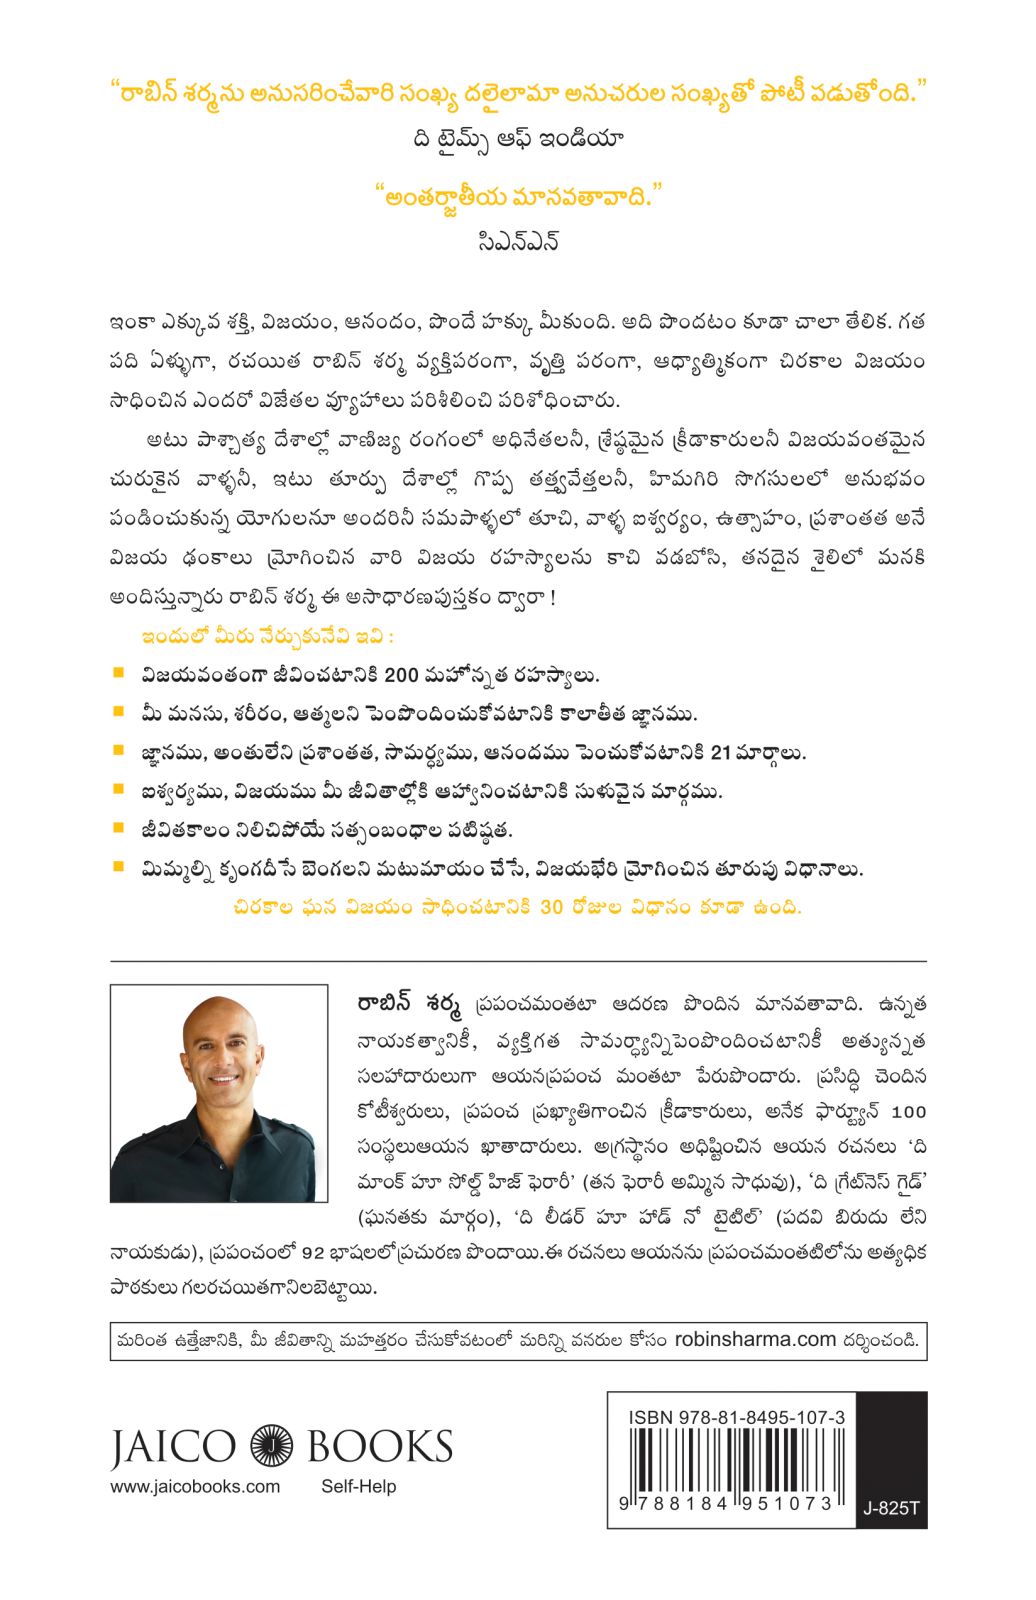 “రాబిన్ శర్మను అనుసరించేవారి సంఖ్య దలైలామా అనుచరుల సంఖ్యతో పోటీ పడుతోంది.”
ది టైమ్స్ ఆఫ్ ఇండియా
“అంతర్జాతీయ మానవతావాది.”
సిఎన్ఎన్
ఇంకా ఎక్కువ శక్తి, విజయం, ఆనందం, పొందే హక్కు మీకుంది. అది పొందటం కూడా చాలా తేలిక. గత
పది ఏళ్ళుగా, రచయిత రాబిన్ శర్మ వ్యక్తిపరంగా, వృత్తి పరంగా, ఆధ్యాత్మికంగా చిరకాల విజయం
సాధించిన ఎందరో విజేతల వ్యూహాలు పరిశీలించి పరిశోధించారు.
అటు పాశ్చాత్య దేశాల్లో వాణిజ్య రంగంలో అధినేతలనీ, శ్రేష్ఠమైన క్రీడాకారులనీ విజయవంతమైన
చురుకైన వాళ్ళనీ, ఇటు తూర్పు దేశాల్లో గొప్ప తత్త్వవేత్తలనీ, హిమగిరి సొగసులలో అనుభవం
పండించుకున్న యోగులనూ అందరినీ సమపాళ్ళలో తూచి, వాళ్ళ ఐశ్వర్యం, ఉత్సాహం, ప్రశాంతత అనే
విజయ ఢంకాలు మ్రోగించిన వారి విజయ రహస్యాలను కాచి వడబోసి, తనదైన శైలిలో మనకి
అందిస్తున్నారు రాబిన్ శర్మ ఈ అసాధారణపుస్తకం ద్వారా !
ఇందులో మీరు నేర్చుకునేవి ఇవి :
■ విజయవంతంగా జీవించటానికి 200 మహోన్నత రహస్యాలు.
■ మీ మనసు, శరీరం, ఆత్మలని పెంపొందించుకోవటానికి కాలాతీత జ్ఞానము.
■ జ్ఞానము, అంతులేని ప్రశాంతత, సామర్థ్యము, ఆనందము పెంచుకోవటానికి 21 మార్గాలు.
■ ఐశ్వర్యము, విజయము మీ జీవితాల్లోకి ఆహ్వానించటానికి సుళువైన మార్గము.
■ జీవితకాలం నిలిచిపోయే సత్సంబంధాల పటిష్ఠత.
■ మిమ్మల్ని కృంగదీసే బెంగలని మటుమాయం చేసే, విజయభేరి మ్రోగించిన తూరుపు విధానాలు.
చిరకాల ఘన విజయం సాధించటానికి 30 రోజుల విధానం కూడా ఉంది.
రాబిన్ శర్మ ప్రపంచమంతటా ఆదరణ పొందిన మానవతావాది. ఉన్నత
నాయకత్వానికీ, వ్యక్తిగత సామర్ధ్యాన్నిపెంపొందించటానికీ అత్యున్నత
సలహాదారులుగా ఆయనప్రపంచ మంతటా పేరుపొందారు. ప్రసిద్ధి చెందిన
కోటీశ్వరులు, ప్రపంచ ప్రఖ్యాతిగాంచిన క్రీడాకారులు, అనేక ఫార్ట్యూన్ 100
సంస్థలుఆయన ఖాతాదారులు. అగ్రస్థానం అధిష్టించిన ఆయన రచనలు ‘ది
మాంక్ హూ సోల్డ్ హిజ్ ఫెరారీ’ (తన ఫెరారీ అమ్మిన సాధువు), ‘ది గ్రేట్‌నెస్ గైడ్’
(ఘనతకు మార్గం), ‘ది లీడర్ హూ హాడ్ నో టైటిల్’ (పదవి బిరుదు లేని
నాయకుడు), ప్రపంచంలో 92 భాషలలోప్రచురణ పొందాయి.ఈ రచనలు ఆయనను ప్రపంచమంతటిలోను అత్యధిక
పాఠకులు గలరచయితగానిలబెట్టాయి.
మరింత ఉత్తేజానికి, మీ జీవితాన్ని మహత్తరం చేసుకోవటంలో మరిన్ని వనరుల కోసం robinsharma.com దర్శించండి.
JAICO J BOOKS
www.jaicobooks.com Self-Help
ISBN 978-81-8495-107-3
9 788184 951073
J-825T